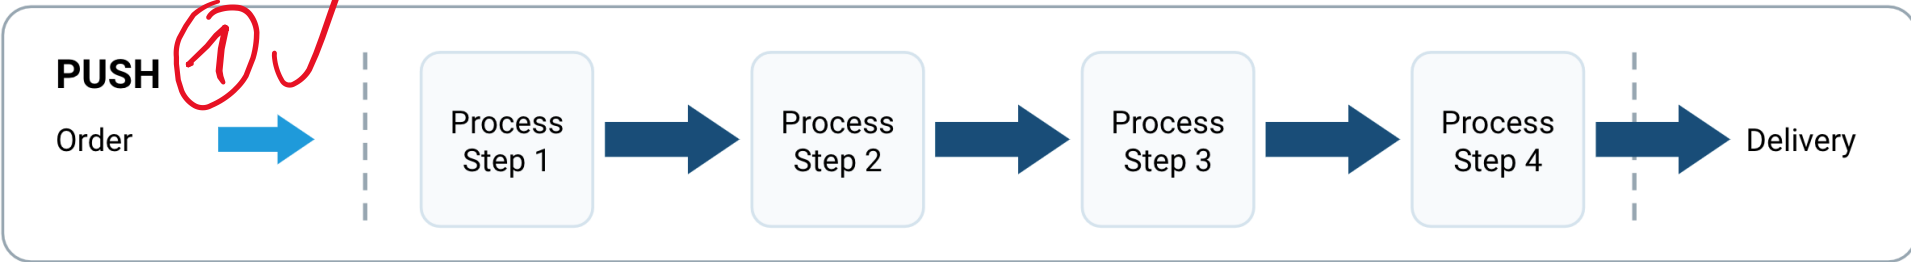 PUSH 1
Order
Process
Step 1
Process
Step 2
Process
Step 3
Process
Step 4
Delivery